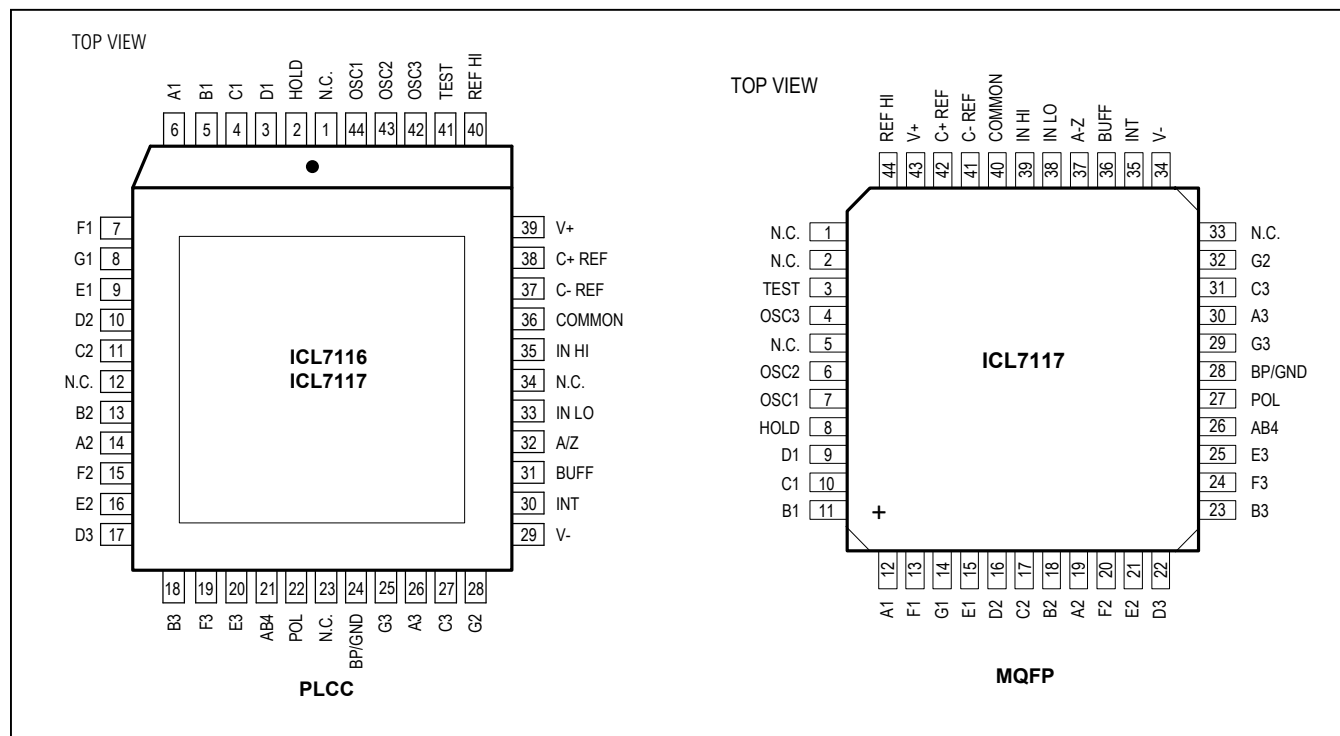 TOP VIEW
A1 B1 C1 D1 HOLD N.C. OSC1 OSC2 OSC3 TEST REF HI
6 5 4 3 2 1 44 43 42 41 40
F1 7
G1 8
E1 9
D2 10
C2 11
N.C. 12
B2 13
A2 14
F2 15
E2 16
D3 17
ICL7116
ICL7117
39 V+
38 C+ REF
37 C- REF
36 COMMON
35 IN HI
34 N.C.
33 IN LO
32 A/Z
31 BUFF
30 INT
29 V-
18 19 20 21 22 23 24 25 26 27 28
B3 F3 E3 AB4 POL N.C. BP/GND G3 A3 C3 G2
PLCC
TOP VIEW
REF HI V+ C+ REF C- REF COMMON IN HI IN LO A-Z BUFF INT V-
44 43 42 41 40 39 38 37 36 35 34
N.C. 1
N.C. 2
TEST 3
OSC3 4
N.C. 5
OSC2 6
OSC1 7
HOLD 8
D1 9
C1 10
B1 11
ICL7117
+
33 N.C.
32 G2
31 C3
30 A3
29 G3
28 BP/GND
27 POL
26 AB4
25 E3
24 F3
23 B3
12 13 14 15 16 17 18 19 20 21 22
A1 F1 G1 E1 D2 C2 B2 A2 F2 E2 D3
MQFP